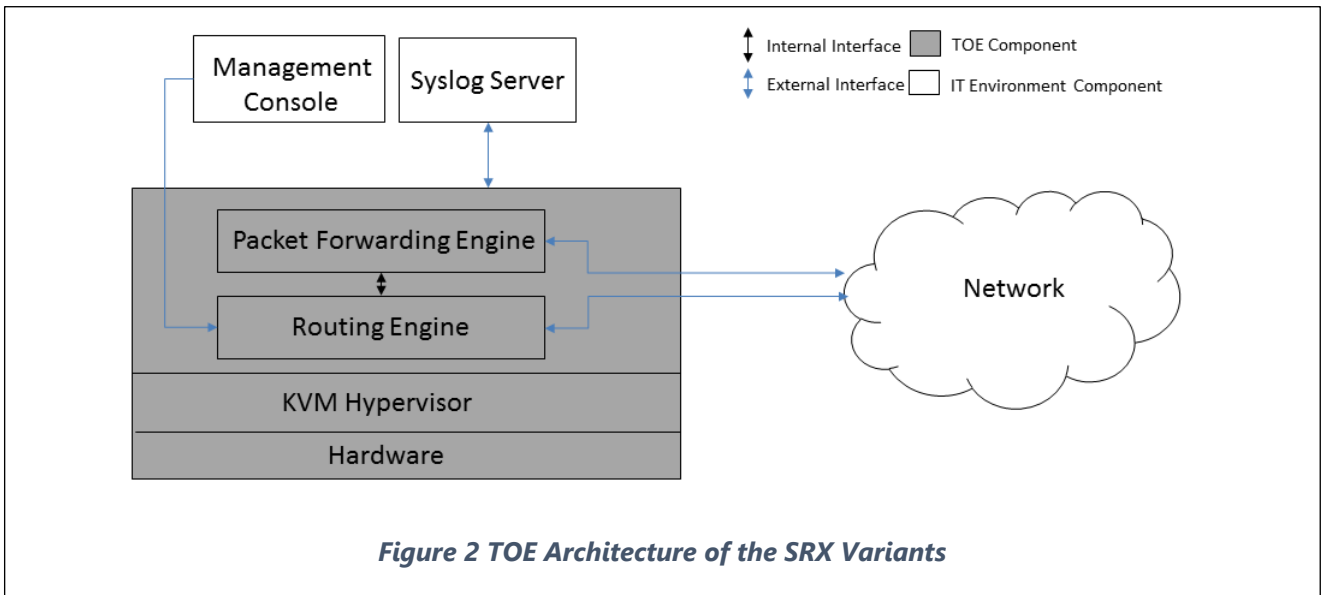 Management
Console
Syslog Server
Internal Interface
TOE Component
External Interface
IT Environment Component
Packet Forwarding Engine
Routing Engine
KVM Hypervisor
Hardware
Network
Figure 2 TOE Architecture of the SRX Variants